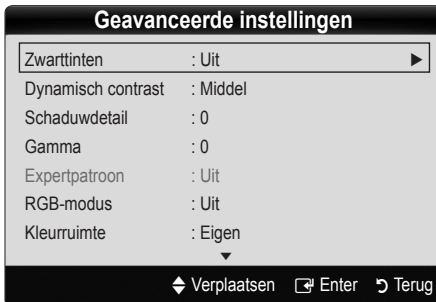 Geavanceerde instellingen
Zwarttinten : Uit ►
Dynamisch contrast : Middel
Schaduwdetail : 0
Gamma : 0
Expertpatroon : Uit
RGB-modus : Uit
Kleurruimte : Eigen
▼
Verplaatsen Enter Terug